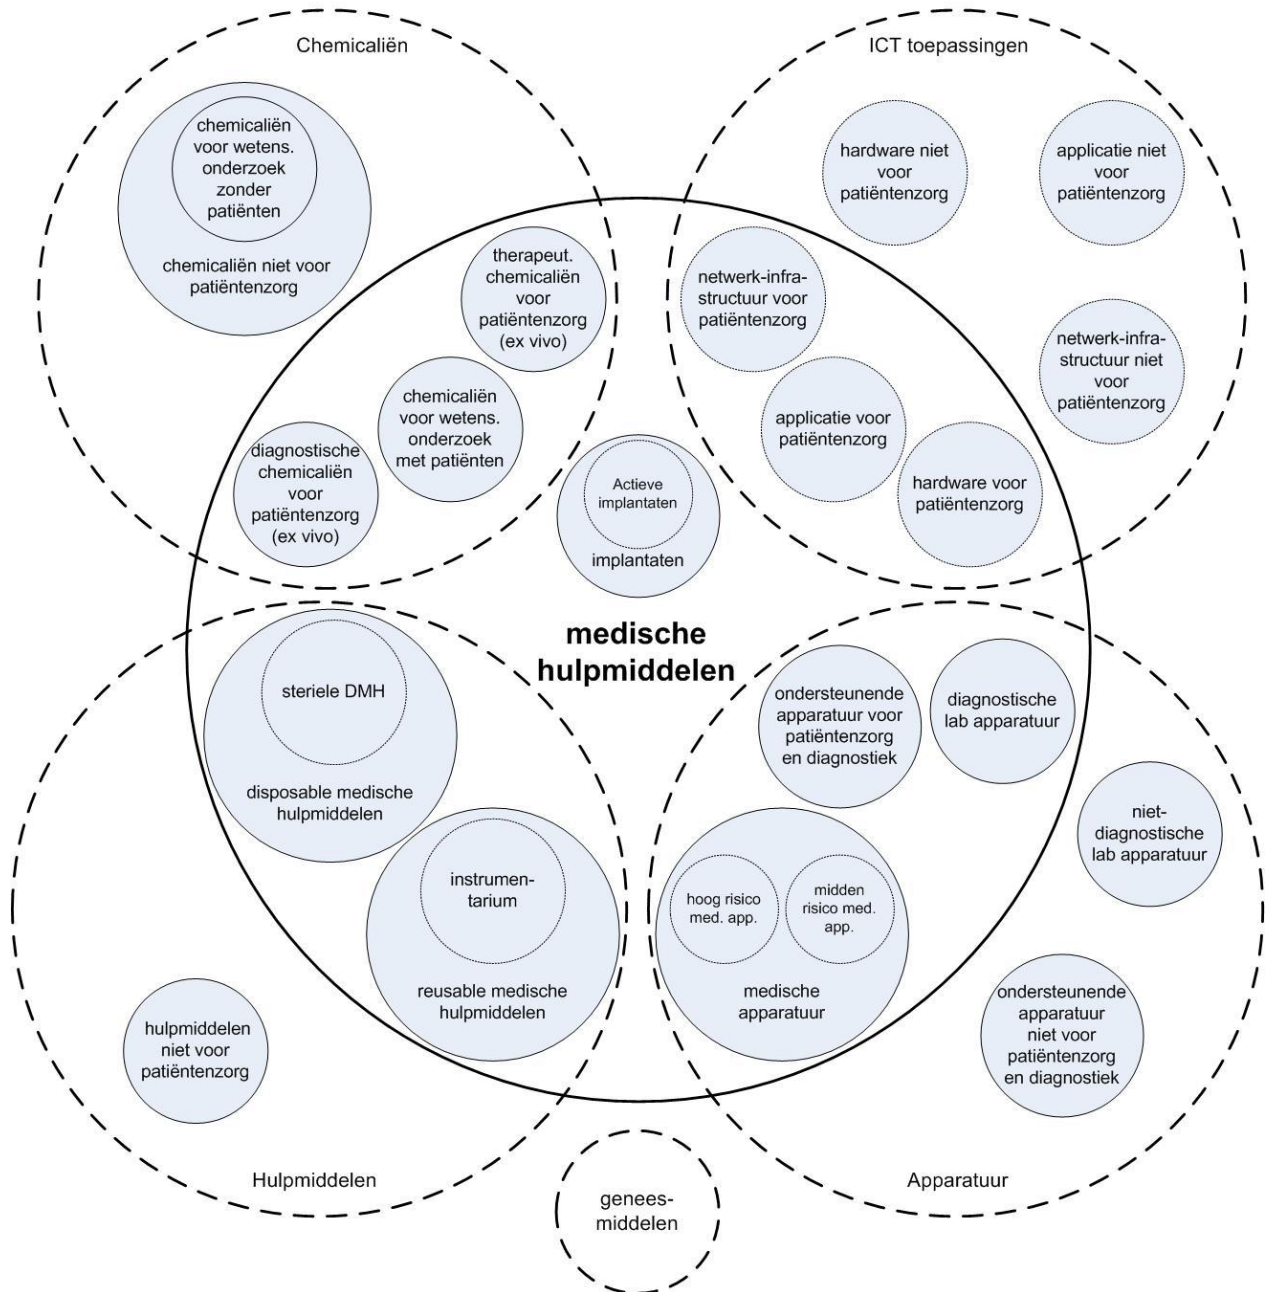 Chemicaliën
chemicaliën
voor wetens.
onderzoek
zonder
patiënten
chemicaliën niet voor
patiëntenzorg
therapeut.
chemicaliën
voor
patiëntenzorg
(ex vivo)
chemicaliën
voor wetens.
onderzoek
met patiënten
diagnostische
chemicaliën
voor
patiëntenzorg
(ex vivo)
ICT toepassingen
hardware niet
voor
patiëntenzorg
applicatie niet
voor
patiëntenzorg
netwerk-infra-
structuur voor
patiëntenzorg
netwerk-infra-
structuur niet
voor
patiëntenzorg
applicatie voor
patiëntenzorg
hardware voor
patiëntenzorg
Actieve
implantaten
implantaten
medische
hulpmiddelen
steriele DMH
disposable medische
hulpmiddelen
instrumen-
tarium
reusable medische
hulpmiddelen
hulpmiddelen
niet voor
patiëntenzorg
Hulpmiddelen
ondersteunende
apparatuur voor
patiëntenzorg
en diagnostiek
diagnostische
lab apparatuur
niet-
diagnostische
lab apparatuur
hoog risico
med. app.
midden
risico med.
app.
medische
apparatuur
ondersteunende
apparatuur
niet voor
patiëntenzorg
en diagnostiek
Apparatuur
genees-
middelen